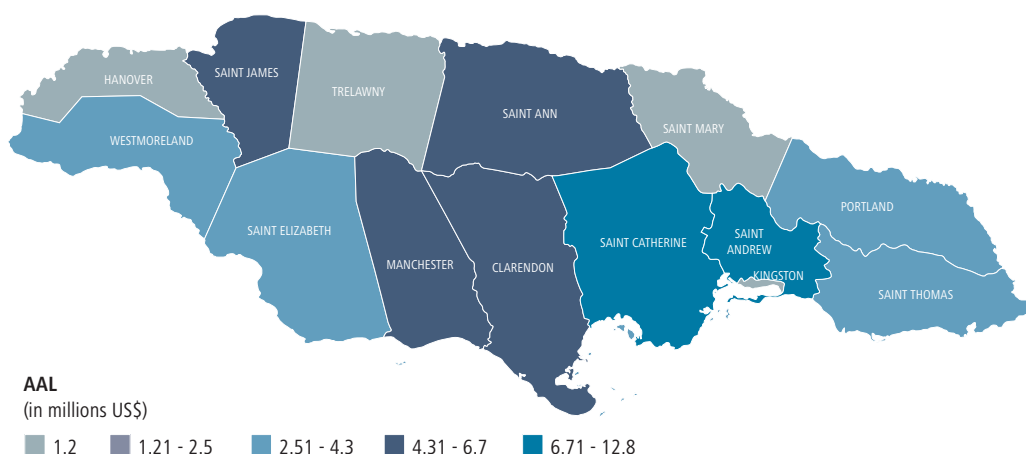 HANOVER
SAINT JAMES
TRELAWNY
SAINT ANN
SAINT MARY
WESTMORELAND
SAINT ELIZABETH
MANCHESTER
CLARENDON
SAINT CATHERINE
SAINT
ANDREW
KINGSTON
PORTLAND
SAINT THOMAS
AAL
(in millions US$)
1.2
1.21 - 2.5
2.51 - 4.3
4.31 - 6.7
6.71 - 12.8